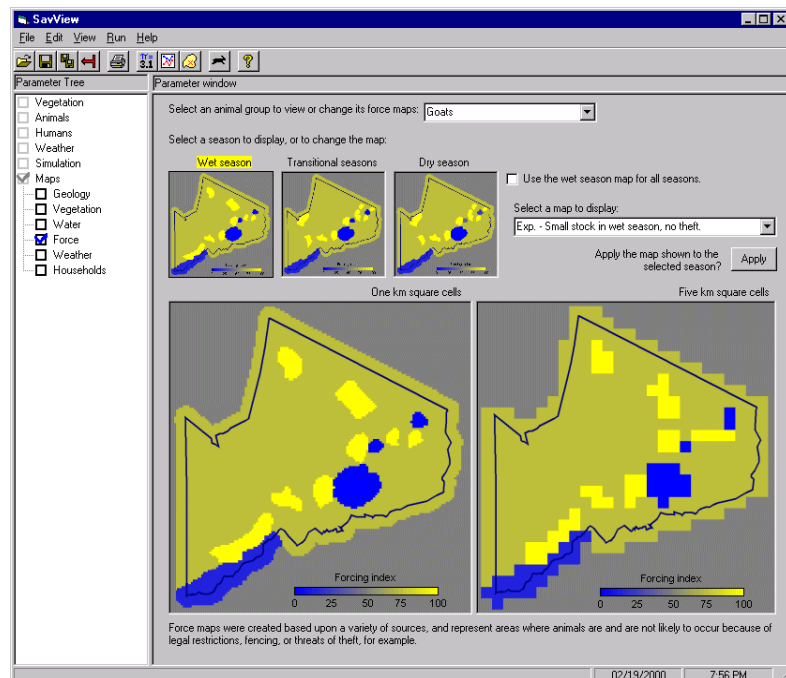 SavView
File Edit View Run Help
Parameter Tree
Parameter window
Vegetation
Animals
Humans
Weather
Simulation
Maps
Geology
Vegetation
Water
Force
Weather
Households
Select an animal group to view or change its force maps:
Goats
Select a season to display, or to change the map:
Wet season
Transitional seasons
Dry season
Use the wet season map for all seasons.
Select a map to display:
Exp. - Small stock in wet season, no theft.
Apply the map shown to the
selected season?
Apply
One km square cells
Five km square cells
Forcing index
0 25 50 75 100
Forcing index
0 25 50 75 100
Force maps were created based upon a variety of sources, and represent areas where animals are and are not likely to occur because of
legal restrictions, fencing, or threats of theft, for example.
02/19/2000
7:56 PM